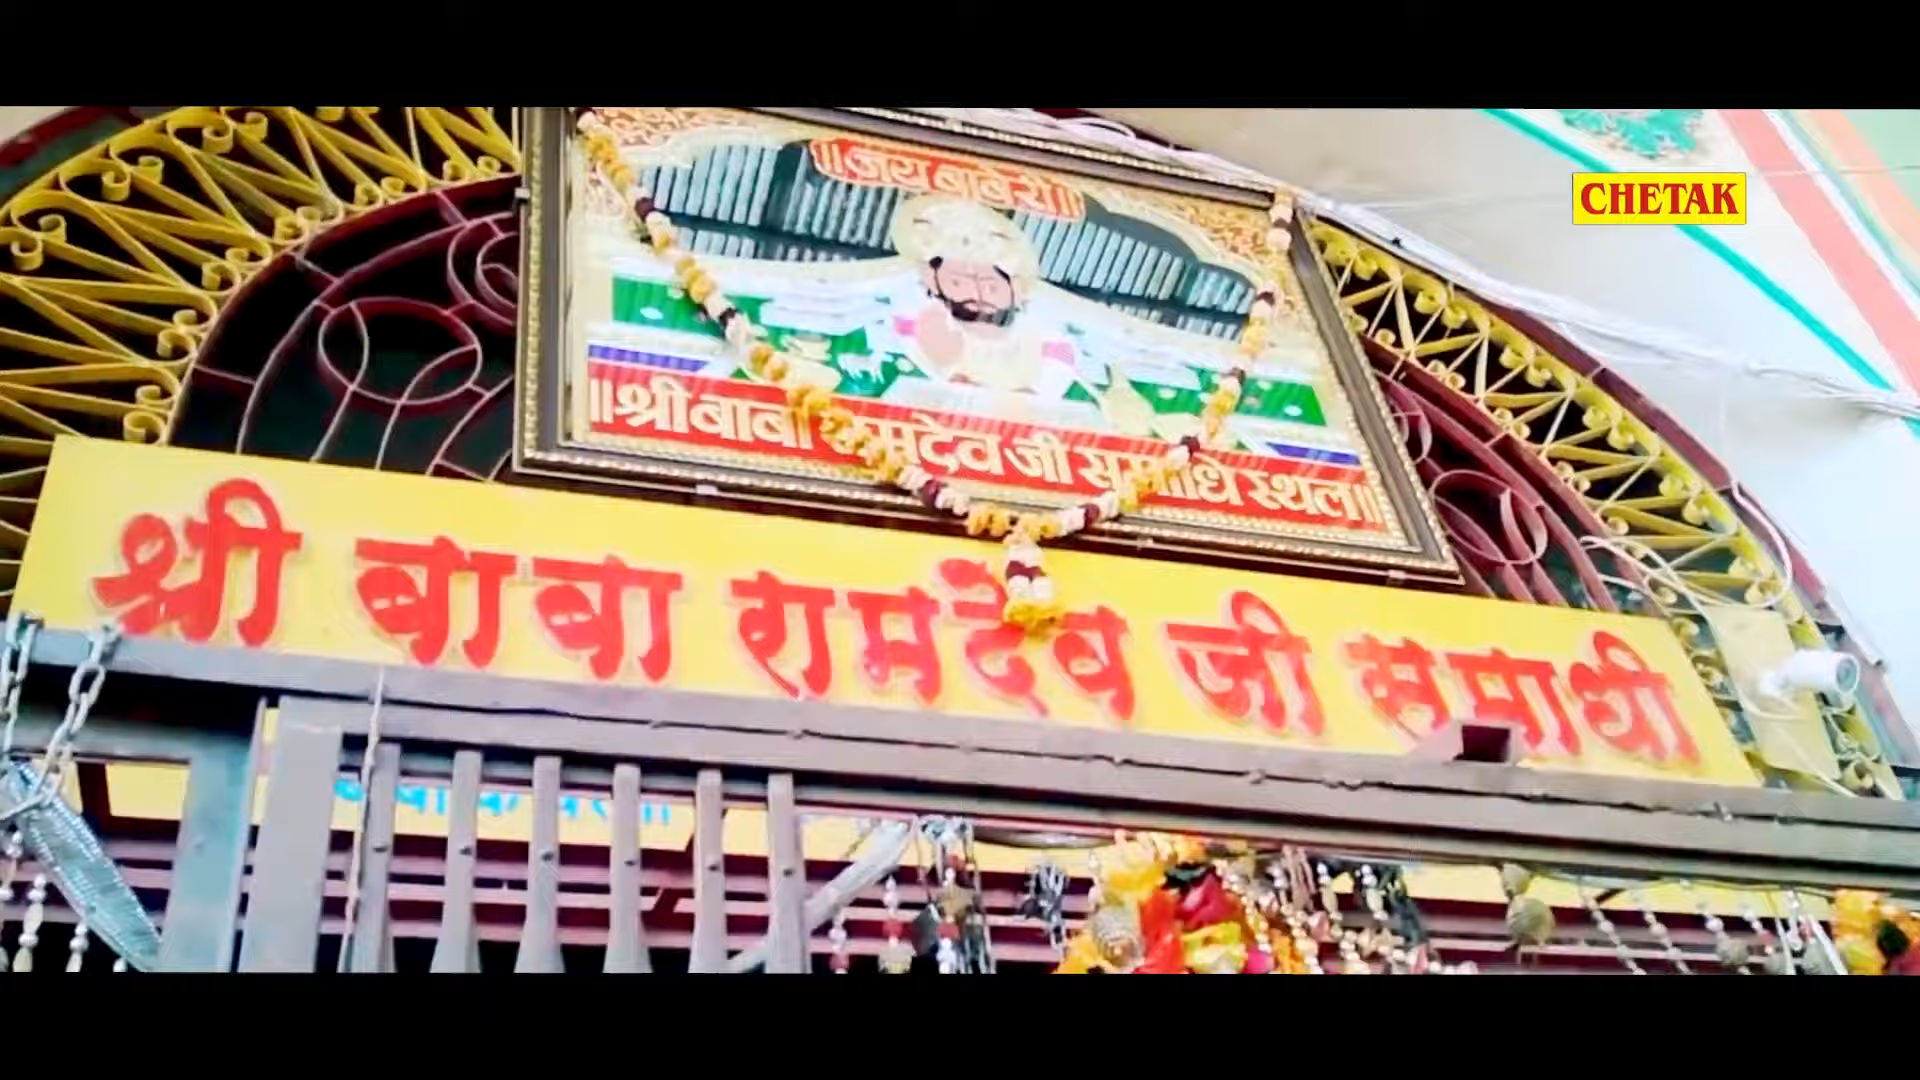 ॥जय बाबे री॥
CHETAK
॥श्री बाबा रामदेव जी समाधि स्थल॥
श्री बाबा रामदेव जी समाधी